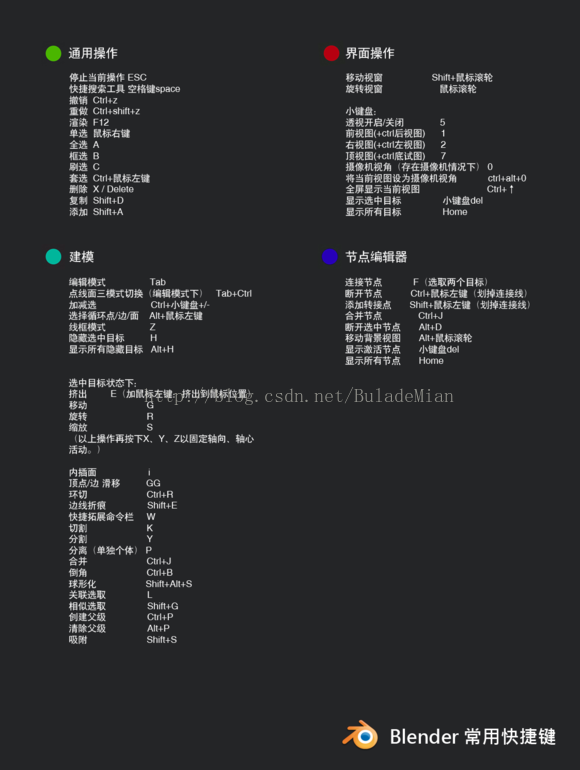 通用操作
停止当前操作 ESC
快捷搜索工具 空格键space
撤销 Ctrl+z
重做 Ctrl+shift+z
渲染 F12
单选 鼠标右键
全选 A
框选 B
刷选 C
套选 Ctrl+鼠标左键
删除 X / Delete
复制 Shift+D
添加 Shift+A
界面操作
移动视窗 Shift+鼠标滚轮
旋转视窗 鼠标滚轮
小键盘:
透视开启/关闭 5
前视图(+ctrl后视图) 1
右视图(+ctrl左视图) 2
顶视图(+ctrl底试图) 7
摄像机视角（存在摄像机情况下）0
将当前视图设为摄像机视角 ctrl+alt+0
全屏显示当前视图 Ctrl+↑
显示选中目标 小键盘del
显示所有目标 Home
建模
编辑模式 Tab
点线面三模式切换（编辑模式下） Tab+Ctrl
加减选 Ctrl+小键盘+/-
选择循环点/边/面 Alt+鼠标左键
线框模式 Z
隐藏选中目标 H
显示所有隐藏目标 Alt+H
选中目标状态下:
挤出 E（加鼠标左键，挤出到鼠标位置）
移动 G
旋转 R
缩放 S
（以上操作再按下X、Y、Z以固定轴向、轴心
活动。）
内插面 i
顶点/边 滑移 GG
环切 Ctrl+R
边线折痕 Shift+E
快捷拓展命令栏 W
切割 K
分割 Y
分离（单独个体） P
合并 Ctrl+J
倒角 Ctrl+B
球形化 Shift+Alt+S
关联选取 L
相似选取 Shift+G
创建父级 Ctrl+P
清除父级 Alt+P
吸附 Shift+S
节点编辑器
连接节点 F（选取两个目标）
断开节点 Ctrl+鼠标左键（划掉连接线）
添加转接点 Shift+鼠标左键（划掉连接线）
合并节点 Ctrl+J
断开选中节点 Alt+D
移动背景视图 Alt+鼠标滚轮
显示激活节点 小键盘del
显示所有节点 Home
http://blog.csdn.net/BuladeMian
Blender 常用快捷键